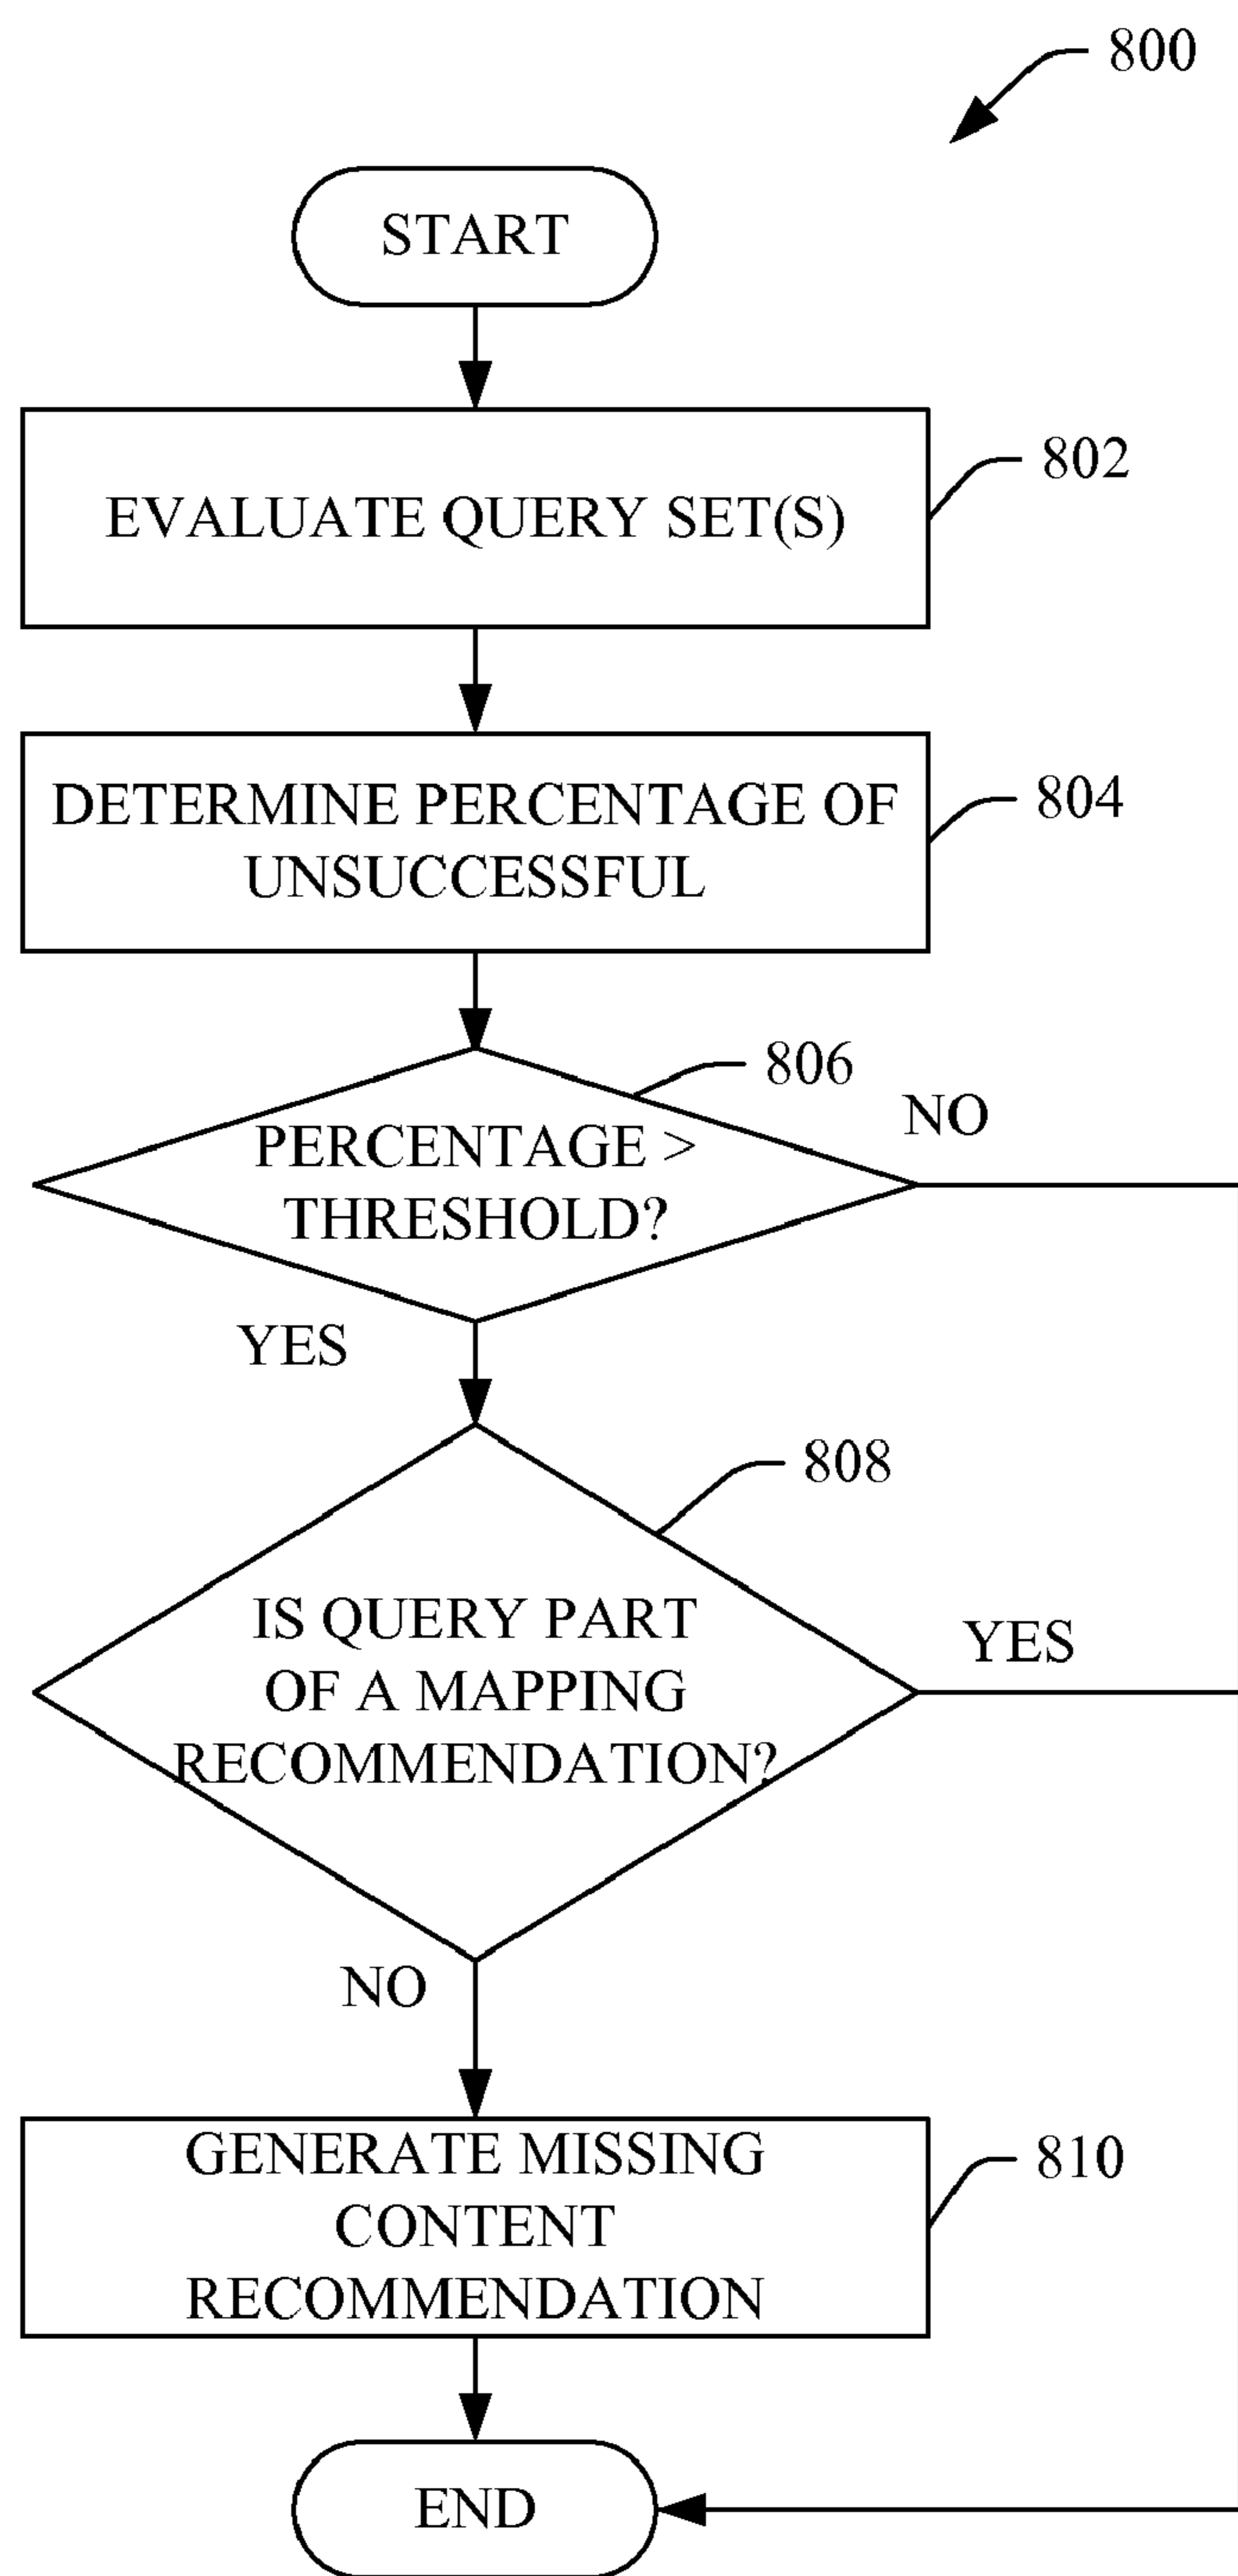 800
START
EVALUATE QUERY SET(S)
802
DETERMINE PERCENTAGE OF
UNSUCCESSFUL
804
806
PERCENTAGE >
THRESHOLD?
NO
YES
808
IS QUERY PART
OF A MAPPING
RECOMMENDATION?
YES
NO
GENERATE MISSING
CONTENT
RECOMMENDATION
810
END